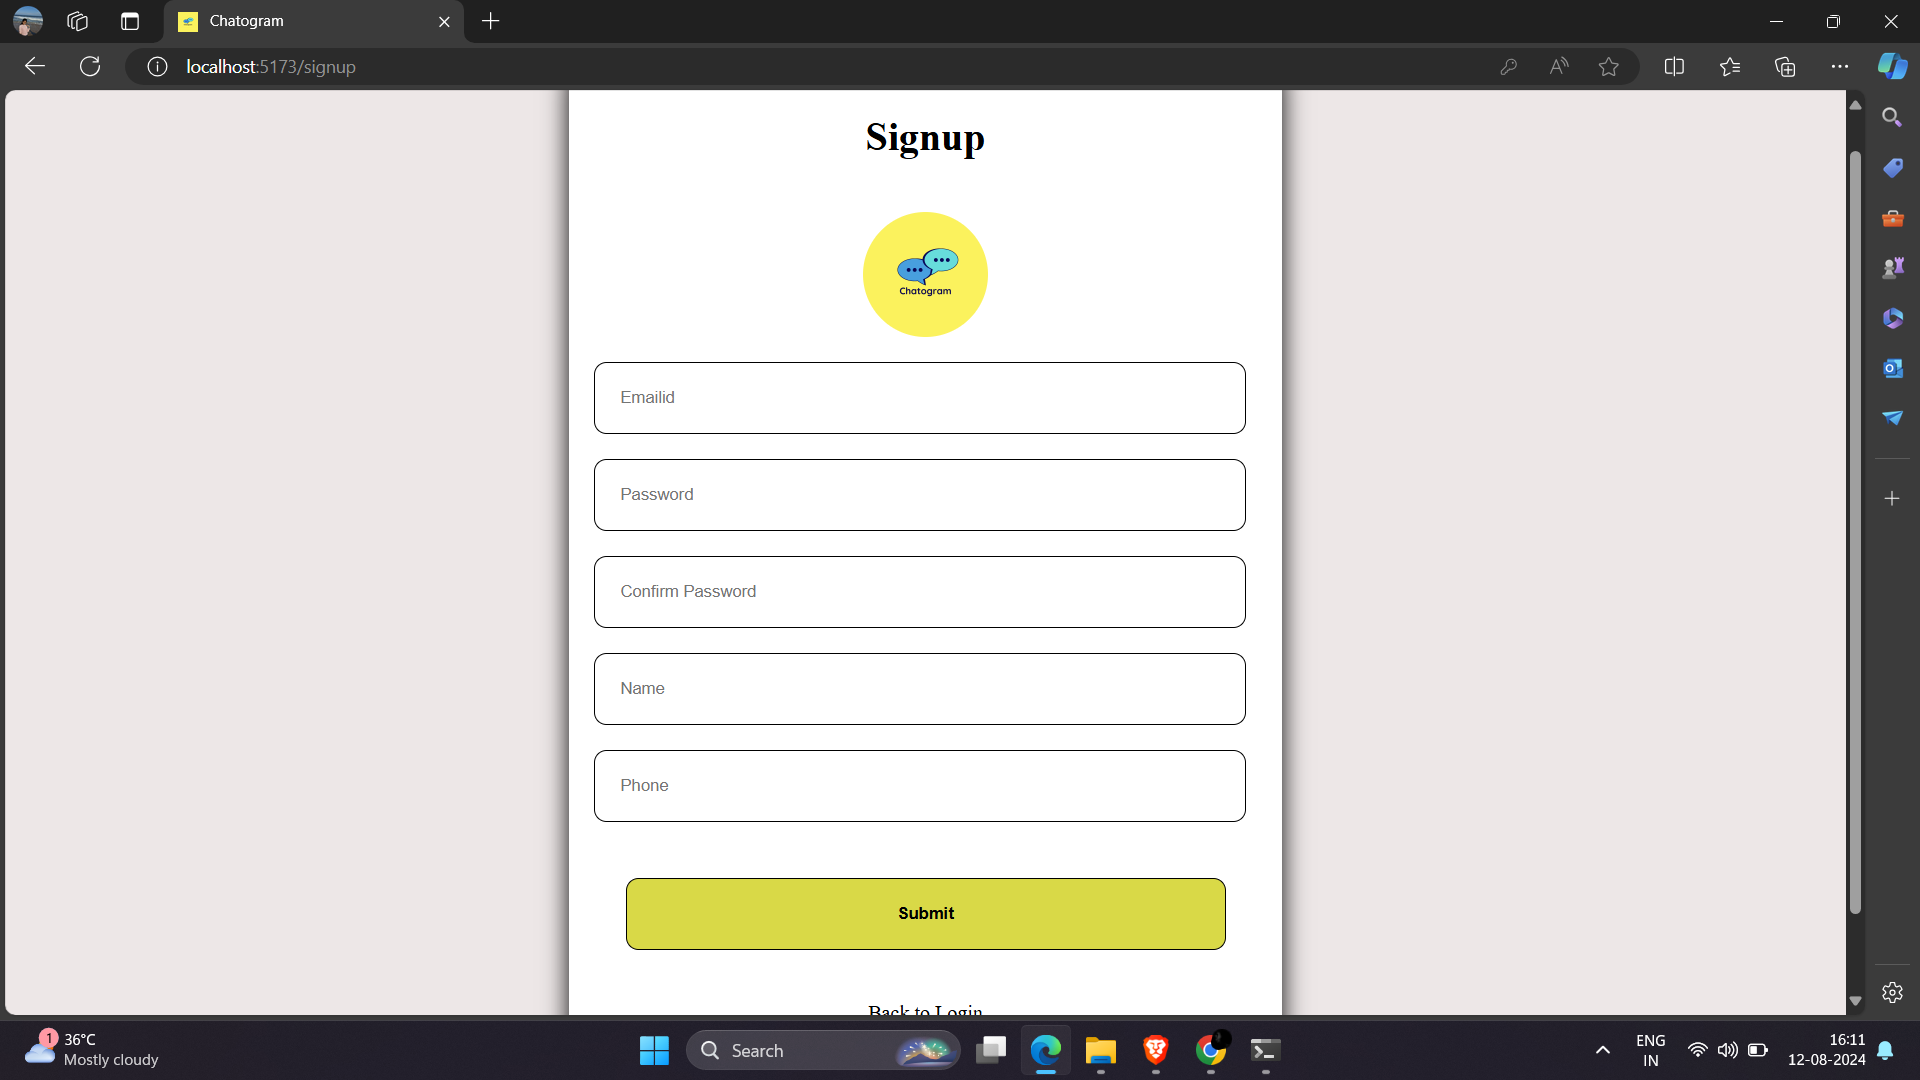 Chatogram
localhost:5173/signup
Signup
Chatogram
Emailid
Password
Confirm Password
Name
Phone
Submit
Back to Login
1
36°C
Mostly cloudy
Search
ENG
IN
16:11
12-08-2024